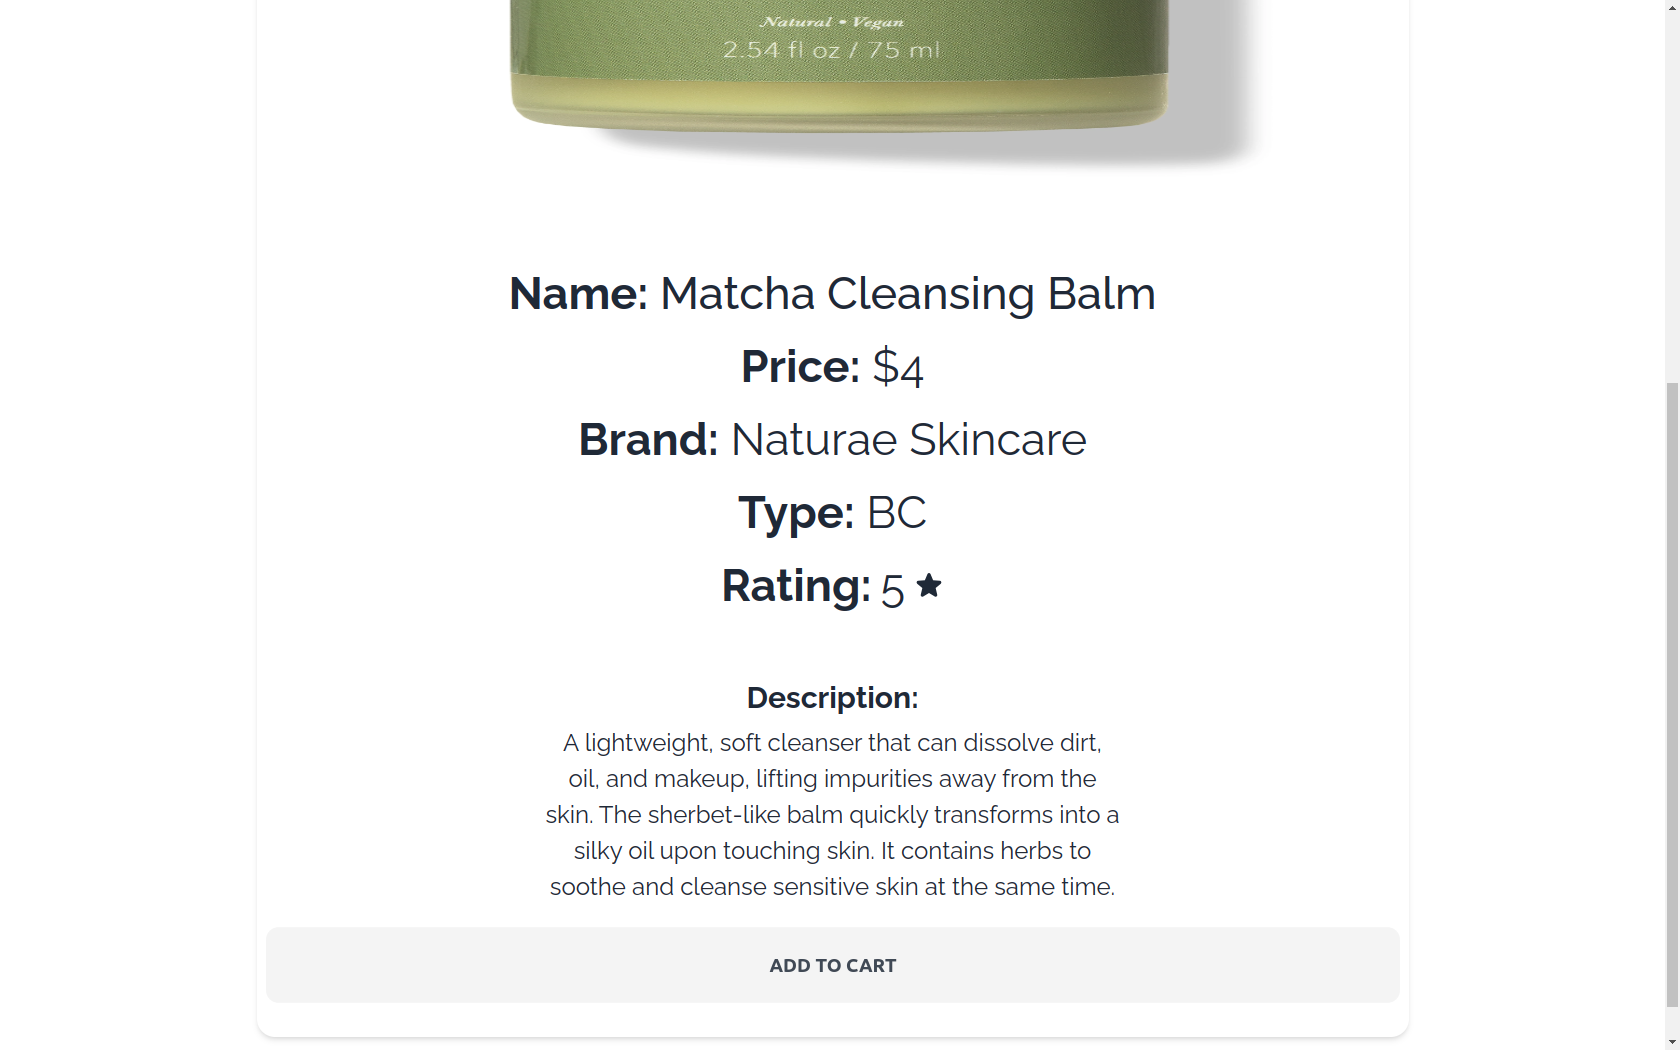 Natural • Vegan
2.54 fl oz / 75 ml
Name: Matcha Cleansing Balm
Price: $4
Brand: Naturae Skincare
Type: BC
Rating: 5 ★
Description:
A lightweight, soft cleanser that can dissolve dirt,
oil, and makeup, lifting impurities away from the
skin. The sherbet-like balm quickly transforms into a
silky oil upon touching skin. It contains herbs to
soothe and cleanse sensitive skin at the same time.
ADD TO CART